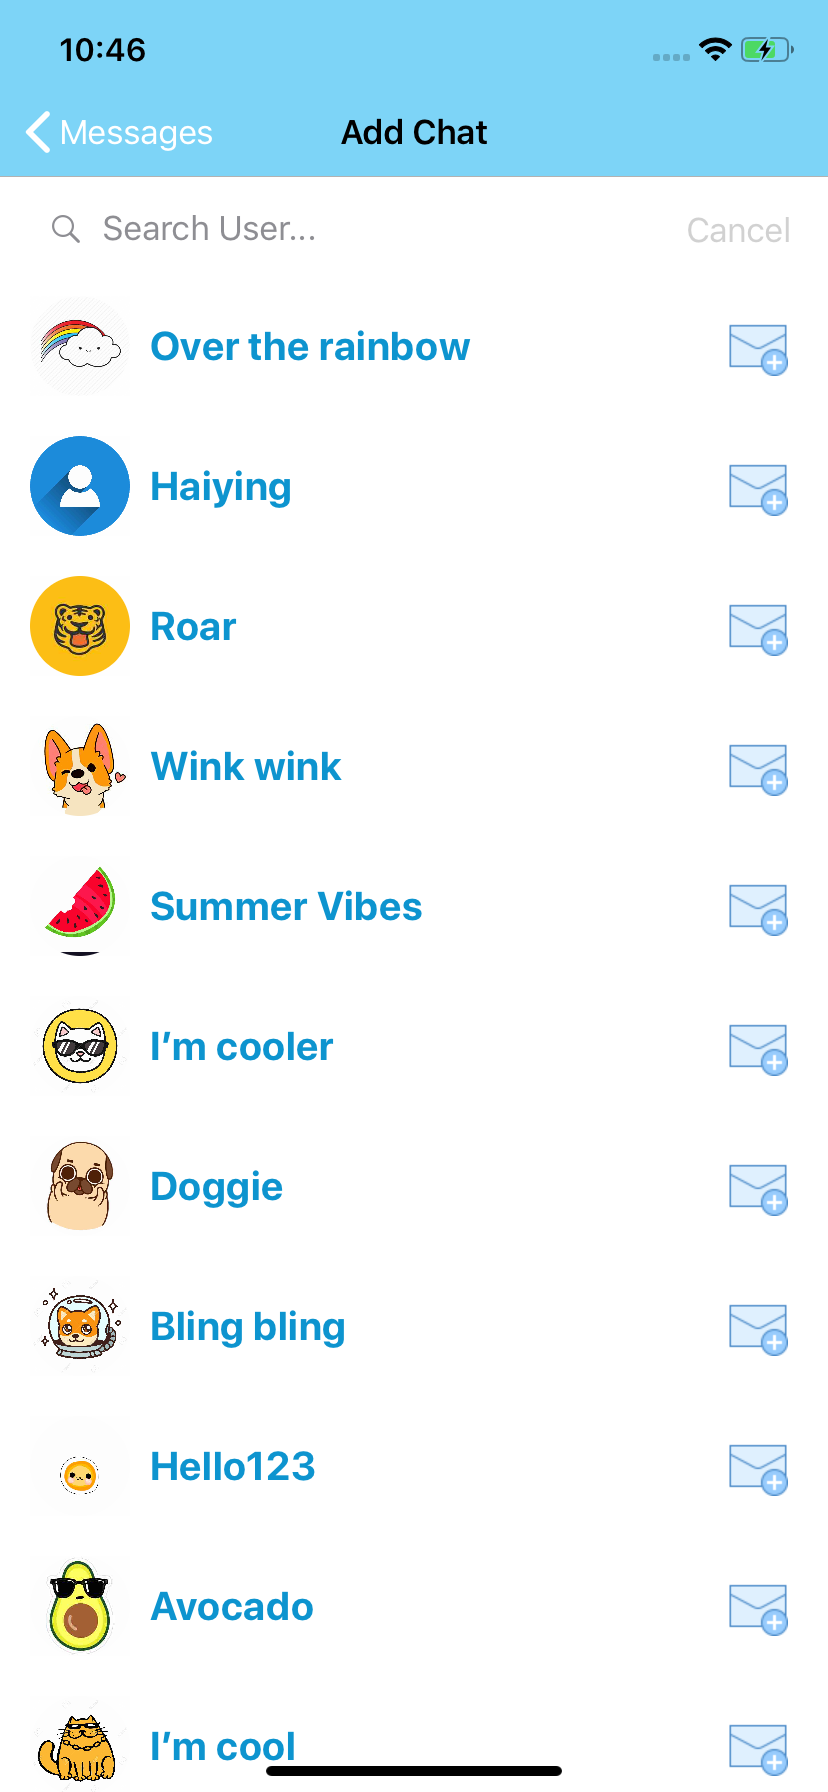 10:46
Messages
Add Chat
Search User...
Cancel
Over the rainbow
Haiying
Roar
Wink wink
Summer Vibes
I’m cooler
Doggie
Bling bling
Hello123
Avocado
I’m cool